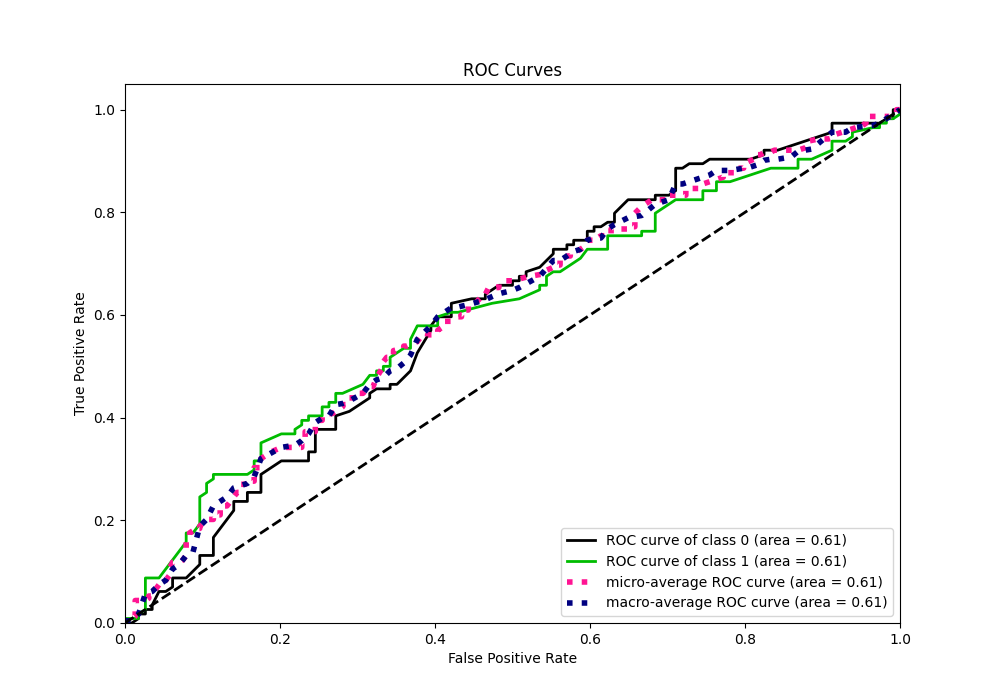 ROC Curves
True Positive Rate
1.0
0.8
0.6
0.4
0.2
0.0
0.0 0.2 0.4 0.6 0.8 1.0
False Positive Rate
ROC curve of class 0 (area = 0.61)
ROC curve of class 1 (area = 0.61)
micro-average ROC curve (area = 0.61)
macro-average ROC curve (area = 0.61)